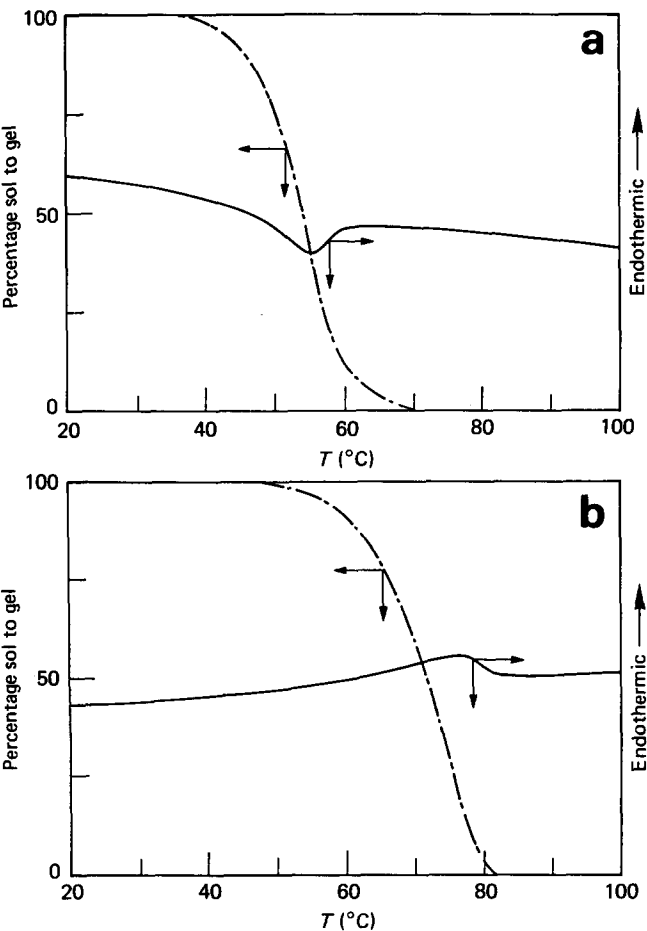 100
a
Percentage sol to gel
50
Endothermic
0
20 40 60 80 100
T (°C)
100
b
Percentage sol to gel
50
Endothermic
0
20 40 60 80 100
T (°C)